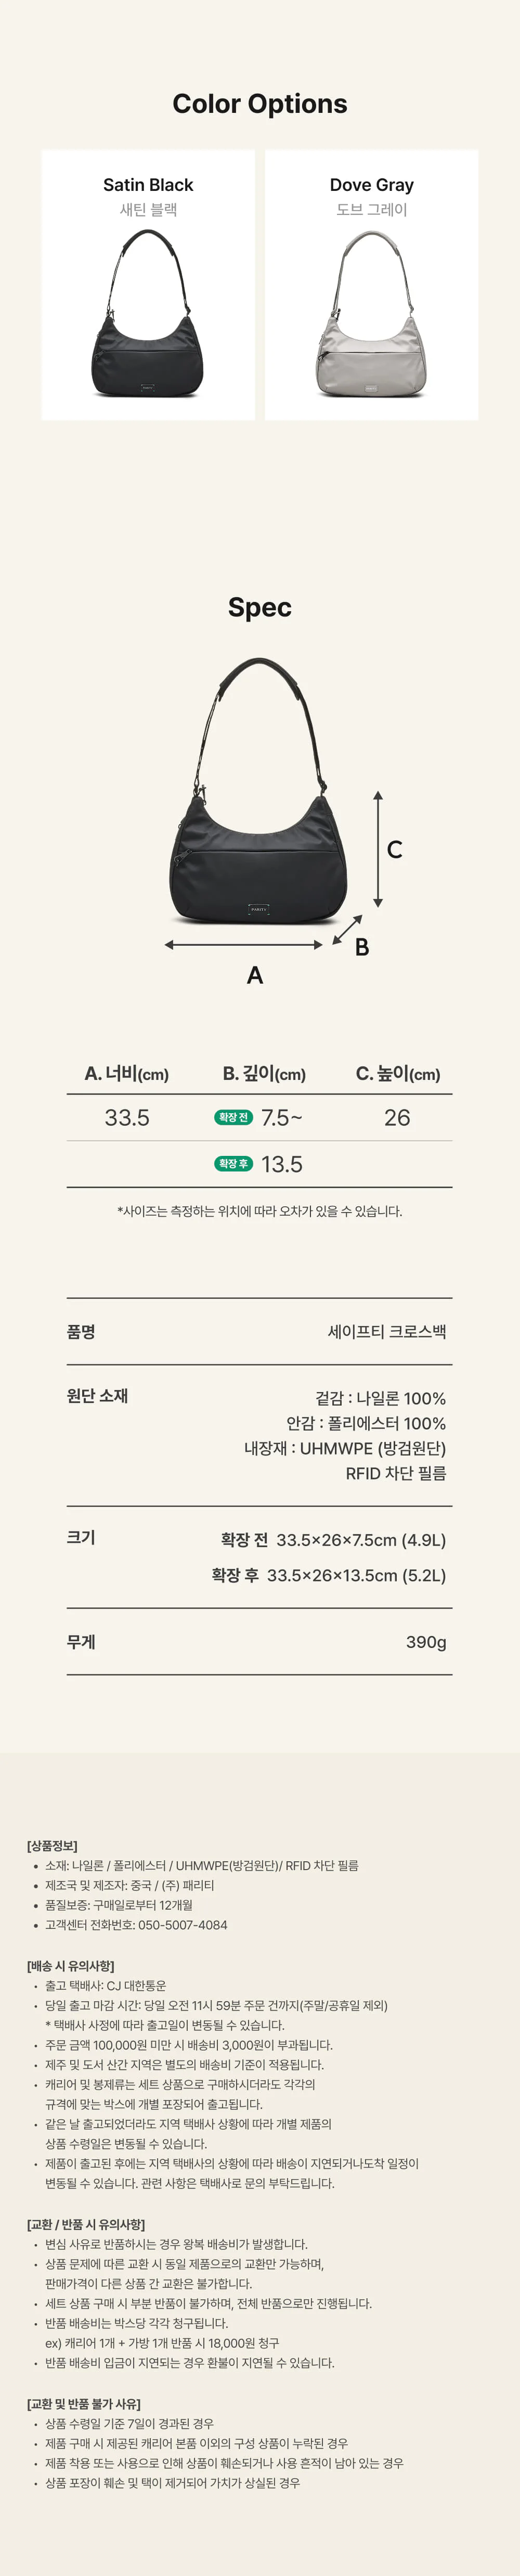 Color Options
Satin Black
새틴 블랙
Dove Gray
도브 그레이
Spec
PARITY
C
B
A
A. 너비(cm) B. 깊이(cm) C. 높이(cm)
33.5 확장 전 7.5~ 26
확장 후 13.5
*사이즈는 측정하는 위치에 따라 오차가 있을 수 있습니다.
품명 세이프티 크로스백
원단 소재 겉감 : 나일론 100%
안감 : 폴리에스터 100%
내장재 : UHMWPE (방검원단)
RFID 차단 필름
크기 확장 전 33.5×26×7.5cm (4.9L)
확장 후 33.5×26×13.5cm (5.2L)
무게 390g
[상품정보]
• 소재: 나일론 / 폴리에스터 / UHMWPE(방검원단)/ RFID 차단 필름
• 제조국 및 제조자: 중국 / (주) 패리티
• 품질보증: 구매일로부터 12개월
• 고객센터 전화번호: 050-5007-4084
[배송 시 유의사항]
• 출고 택배사: CJ 대한통운
• 당일 출고 마감 시간: 당일 오전 11시 59분 주문 건까지(주말/공휴일 제외)
* 택배사 사정에 따라 출고일이 변동될 수 있습니다.
• 주문 금액 100,000원 미만 시 배송비 3,000원이 부과됩니다.
• 제주 및 도서 산간 지역은 별도의 배송비 기준이 적용됩니다.
• 캐리어 및 봉제류는 세트 상품으로 구매하시더라도 각각의
규격에 맞는 박스에 개별 포장되어 출고됩니다.
• 같은 날 출고되었더라도 지역 택배사 상황에 따라 개별 제품의
상품 수령일은 변동될 수 있습니다.
• 제품이 출고된 후에는 지역 택배사의 상황에 따라 배송이 지연되거나도착 일정이
변동될 수 있습니다. 관련 사항은 택배사로 문의 부탁드립니다.
[교환 / 반품 시 유의사항]
• 변심 사유로 반품하시는 경우 왕복 배송비가 발생합니다.
• 상품 문제에 따른 교환 시 동일 제품으로의 교환만 가능하며,
판매가격이 다른 상품 간 교환은 불가합니다.
• 세트 상품 구매 시 부분 반품이 불가하며, 전체 반품으로만 진행됩니다.
• 반품 배송비는 박스당 각각 청구됩니다.
ex) 캐리어 1개 + 가방 1개 반품 시 18,000원 청구
• 반품 배송비 입금이 지연되는 경우 환불이 지연될 수 있습니다.
[교환 및 반품 불가 사유]
• 상품 수령일 기준 7일이 경과된 경우
• 제품 구매 시 제공된 캐리어 본품 이외의 구성 상품이 누락된 경우
• 제품 착용 또는 사용으로 인해 상품이 훼손되거나 사용 흔적이 남아 있는 경우
• 상품 포장이 훼손 및 택이 제거되어 가치가 상실된 경우